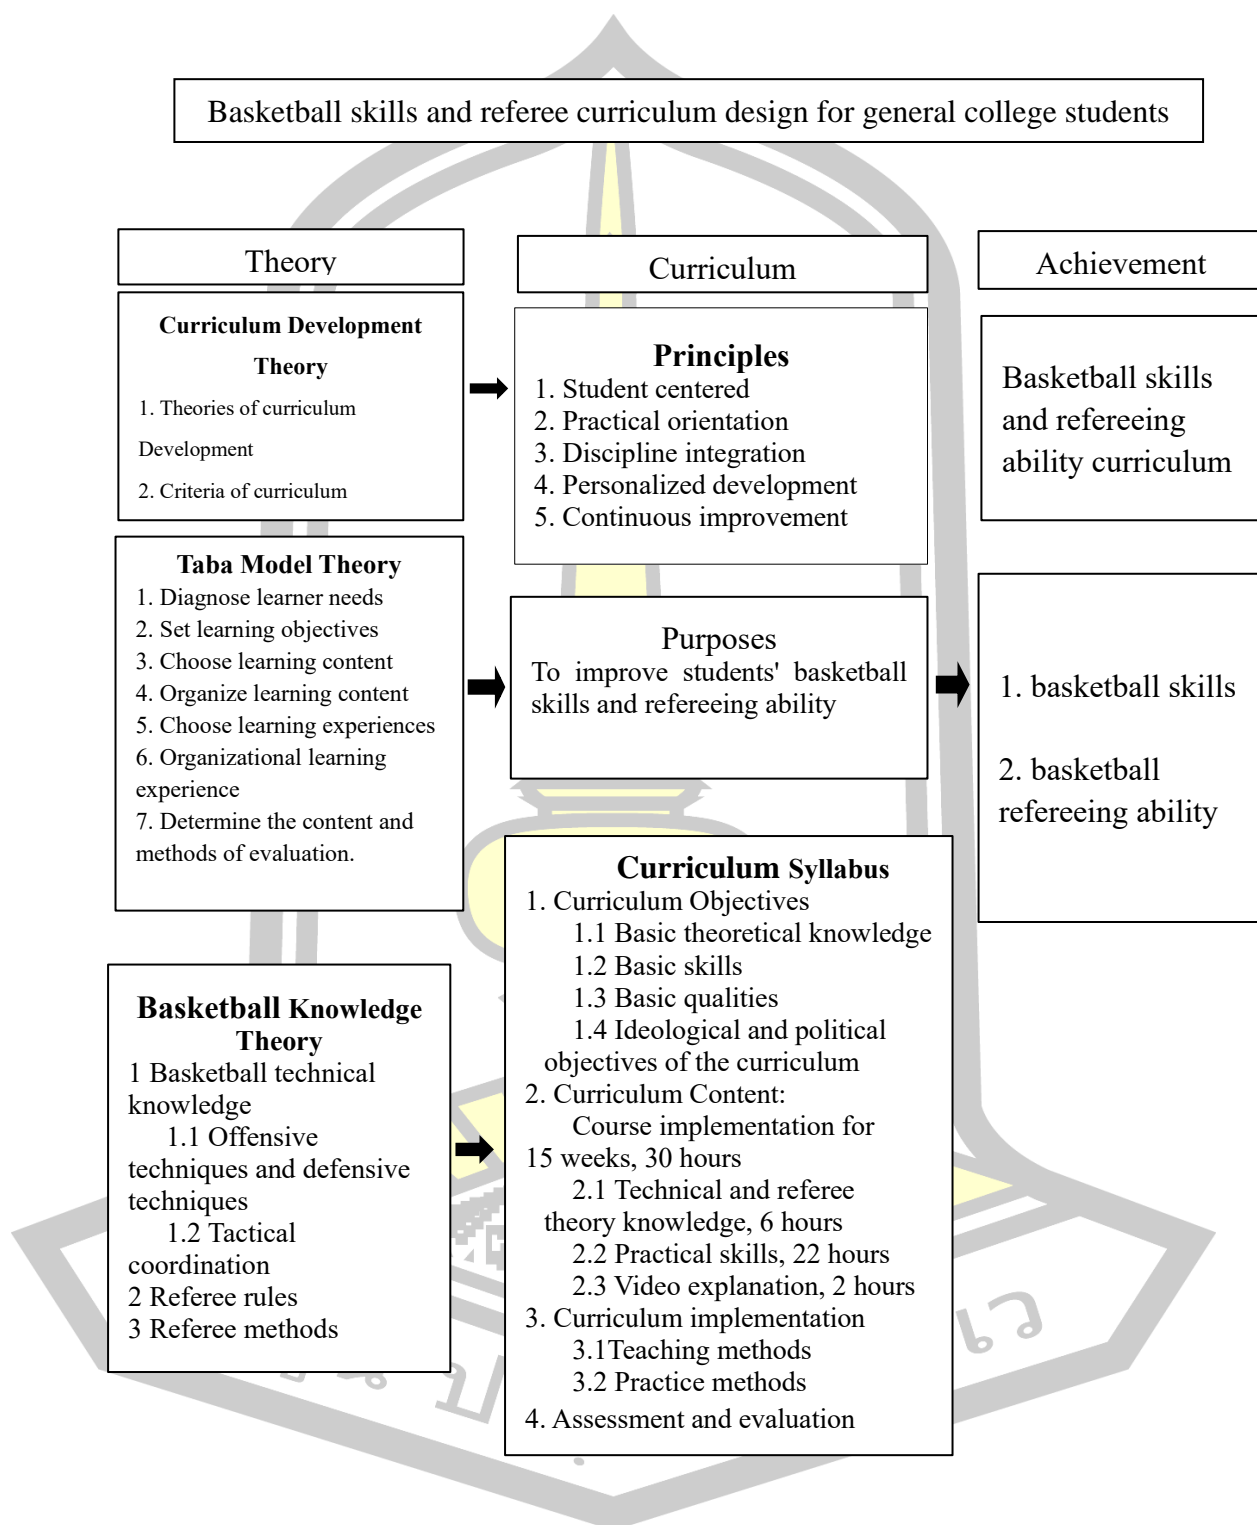 Basketball skills and referee curriculum design for general college students
Theory
Curriculum
Achievement
Curriculum Development
Theory
1. Theories of curriculum
Development
2. Criteria of curriculum
Principles
1. Student centered
2. Practical orientation
3. Discipline integration
4. Personalized development
5. Continuous improvement
Basketball skills
and refereeing
ability curriculum
Taba Model Theory
1. Diagnose learner needs
2. Set learning objectives
3. Choose learning content
4. Organize learning content
5. Choose learning experiences
6. Organizational learning
experience
7. Determine the content and
methods of evaluation.
Purposes
To improve students' basketball
skills and refereeing ability
1. basketball skills
2. basketball
refereeing ability
Basketball Knowledge
Theory
1 Basketball technical
knowledge
1.1 Offensive
techniques and defensive
techniques
1.2 Tactical
coordination
2 Referee rules
3 Referee methods
Curriculum Syllabus
1. Curriculum Objectives
1.1 Basic theoretical knowledge
1.2 Basic skills
1.3 Basic qualities
1.4 Ideological and political
objectives of the curriculum
2. Curriculum Content:
Course implementation for
15 weeks, 30 hours
2.1 Technical and referee
theory knowledge, 6 hours
2.2 Practical skills, 22 hours
2.3 Video explanation, 2 hours
3. Curriculum implementation
3.1Teaching methods
3.2 Practice methods
4. Assessment and evaluation